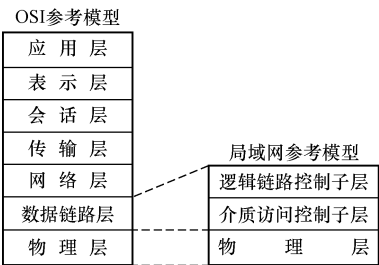 OSI参考模型
应用层
表示层
会话层
传输层
网络层
数据链路层
物理层
局域网参考模型
逻辑链路控制子层
介质访问控制子层
物理层